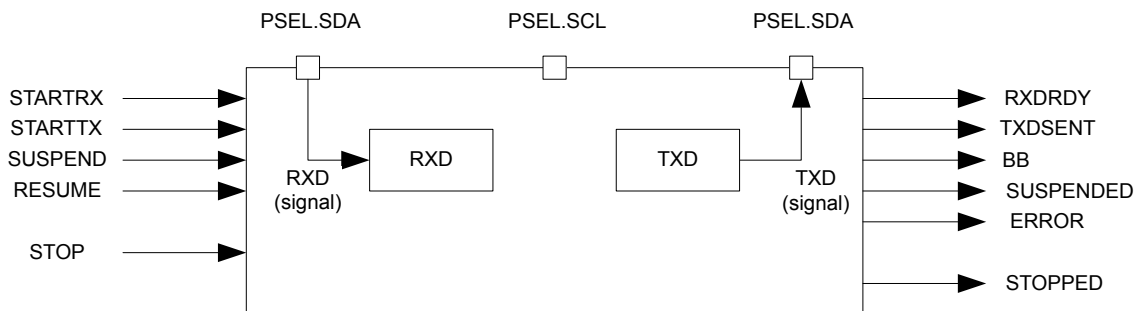 PSEL.SDA
PSEL.SCL
PSEL.SDA
STARTRX
STARTTX
SUSPEND
RESUME
STOP
RXD
(signal)
RXD
TXD
TXD
(signal)
RXDRDY
TXDSENT
BB
SUSPENDED
ERROR
STOPPED